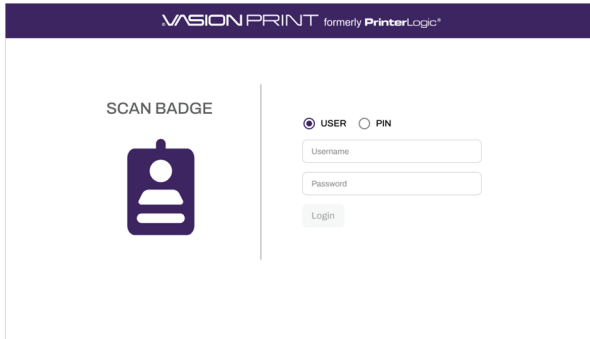 VASION PRINT formerly PrinterLogic®
SCAN BADGE
USER PIN
Username
Password
Login